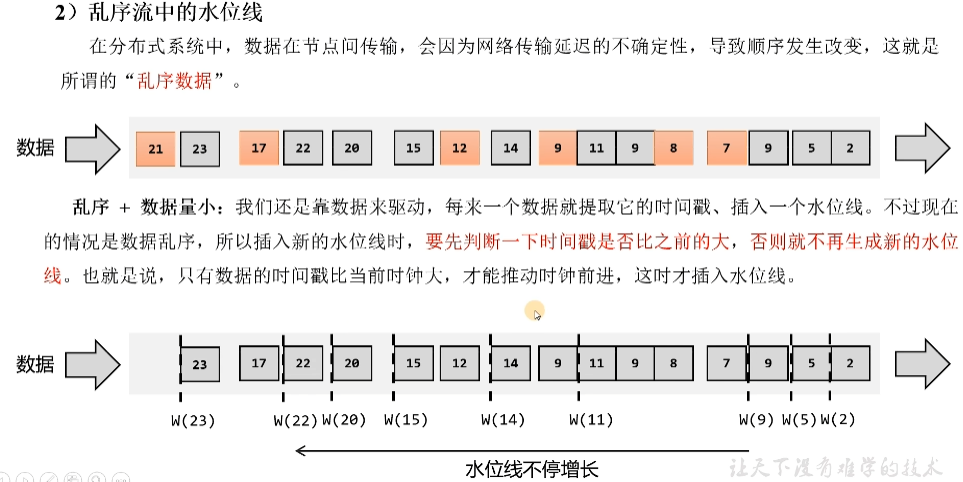 2）乱序流中的水位线
在分布式系统中，数据在节点间传输，会因为网络传输延迟的不确定性，导致顺序发生改变，这就是
所谓的“乱序数据”。
数据 21 23 17 22 20 15 12 14 9 11 9 8 7 9 5 2
乱序 + 数据量小：我们还是靠数据来驱动，每来一个数据就提取它的时间戳、插入一个水位线。不过现在
的情况是数据乱序，所以插入新的水位线时，要先判断一下时间戳是否比之前的大，否则就不再生成新的水位
线。也就是说，只有数据的时间戳比当前时钟大，才能推动时钟前进，这时才插入水位线。
数据 23 17 22 20 15 12 14 9 11 9 8 7 9 5 2
W(23) W(22) W(20) W(15) W(14) W(11) W(9) W(5) W(2)
水位线不停增长
让天下没有难学的技术